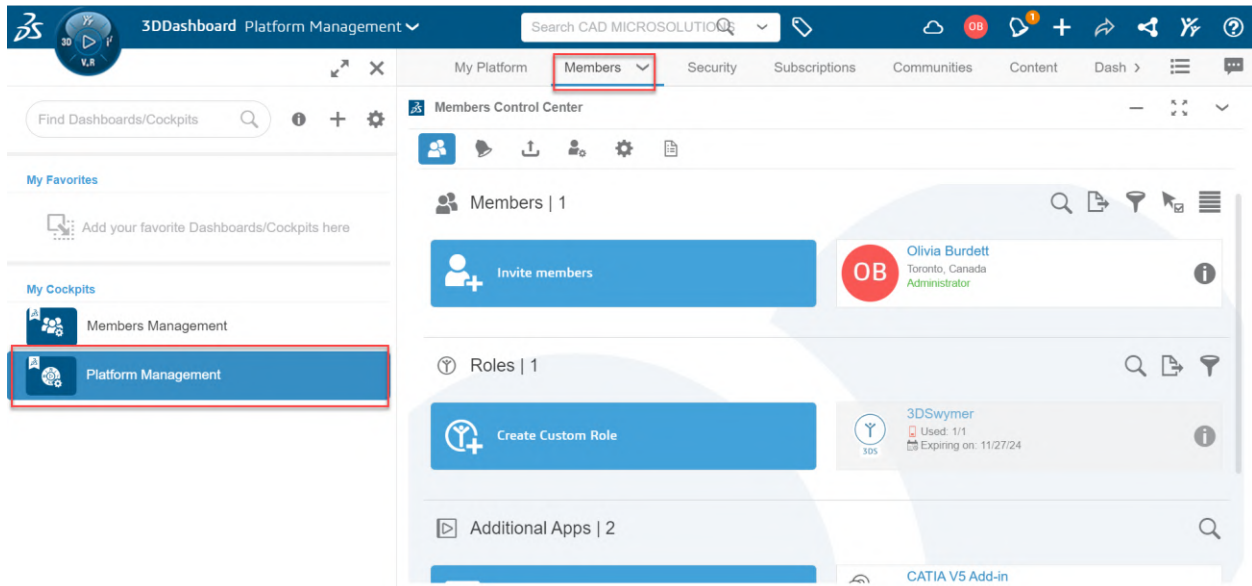 3DDashboard Platform Management
Search CAD MICROSOLUTIONS
OB
1
3D
V,R
My Platform
Members
Security
Subscriptions
Communities
Content
Dash
Find Dashboards/Cockpits
My Favorites
Add your favorite Dashboards/Cockpits here
My Cockpits
Members Management
Platform Management
Members Control Center
Members | 1
Invite members
OB
Olivia Burdett
Toronto, Canada
Administrator
Roles | 1
Create Custom Role
3DS
3DSwymer
Used: 1/1
Expiring on: 11/27/24
Additional Apps | 2
CATIA V5 Add-in